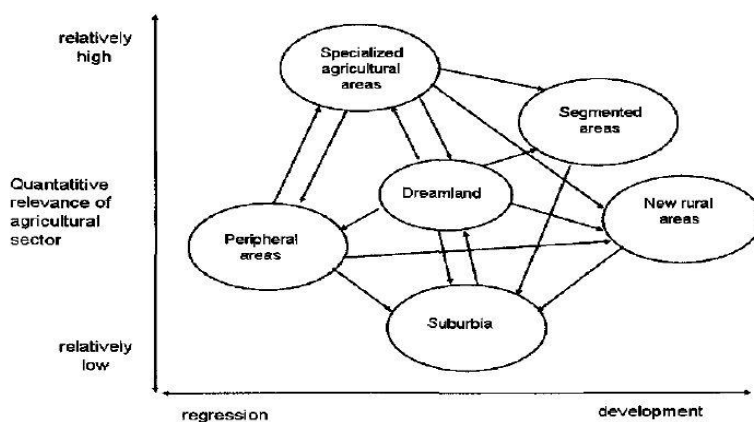 relatively
high
Specialized
agricultural
areas
Segmented
areas
Quantatitive
relevance of
agricultural
sector
Dreamland
New rural
areas
Peripheral
areas
Suburbia
relatively
low
regression
development